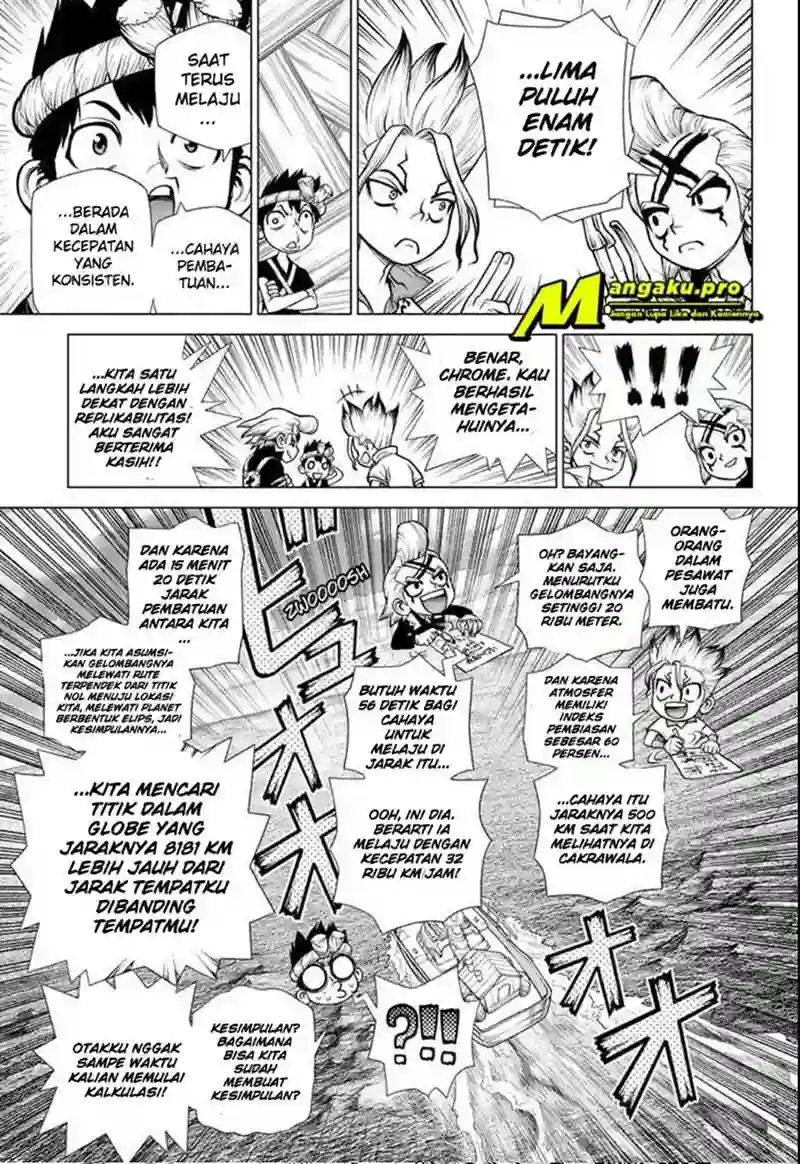 ...LIMA
PULUH
ENAM
DETIK!
SAAT
TERUS
MELAJU
...
...CAHAYA
PEMBA-
TUAN...
...BERADA
DALAM
KECEPATAN
YANG
KONSISTEN.
Mangaku.pro
Jangan Lupa Like dan Komennya
!!!
BENAR,
CHROME. KAU
BERHASIL
MENGETA-
HUINYA...
...KITA SATU
LANGKAH LEBIH
DEKAT DENGAN
REPLIKABILITAS!
AKU SANGAT
BERTERIMA
KASIH!!
ORANG-
ORANG
DALAM
PESAWAT
JUGA
MEMBATU.
OH? BAYANG-
KAN SAJA.
MENURUTKU
GELOMBANGNYA
SETINGGI 20
RIBU METER.
DAN KARENA
ATMOSFER
MEMILIKI
INDEKS
PEMBIASAN
SEBESAR 60
PERSEN...
...CAHAYA ITU
JARAKNYA 500
KM SAAT KITA
MELIHATNYA DI
CAKRAWALA.
ZWOOOOSH
ビュオオオオ
BUTUH WAKTU
56 DETIK BAGI
CAHAYA
UNTUK
MELAJU DI
JARAK ITU...
OOH, INI DIA.
BERARTI IA
MELAJU DENGAN
KECEPATAN 32
RIBU KM/JAM!
DAN KARENA
ADA 15 MENIT
20 DETIK
JARAK
PEMBATUAN
ANTARA KITA
...
...JIKA KITA ASUMSI-
KAN GELOMBANGNYA
MELEWATI RUTE
TERPENDEK DARI TITIK
NOL MENUJU LOKASI
KITA, MELEWATI PLANET
BERBENTUK ELIPS, JADI
KESIMPULANNYA...
...KITA MENCARI
TITIK DALAM
GLOBE YANG
JARAKNYA 8181 KM
LEBIH JAUH DARI
JARAK TEMPATKU
DIBANDING
TEMPATMU!
?!!
KESIMPULAN?
BAGAIMANA
BISA KITA
SUDAH
MEMBUAT
KESIMPULAN?
OTAKKU NGGAK
SAMPE WAKTU
KALIAN MEMULAI
KALKULASI!